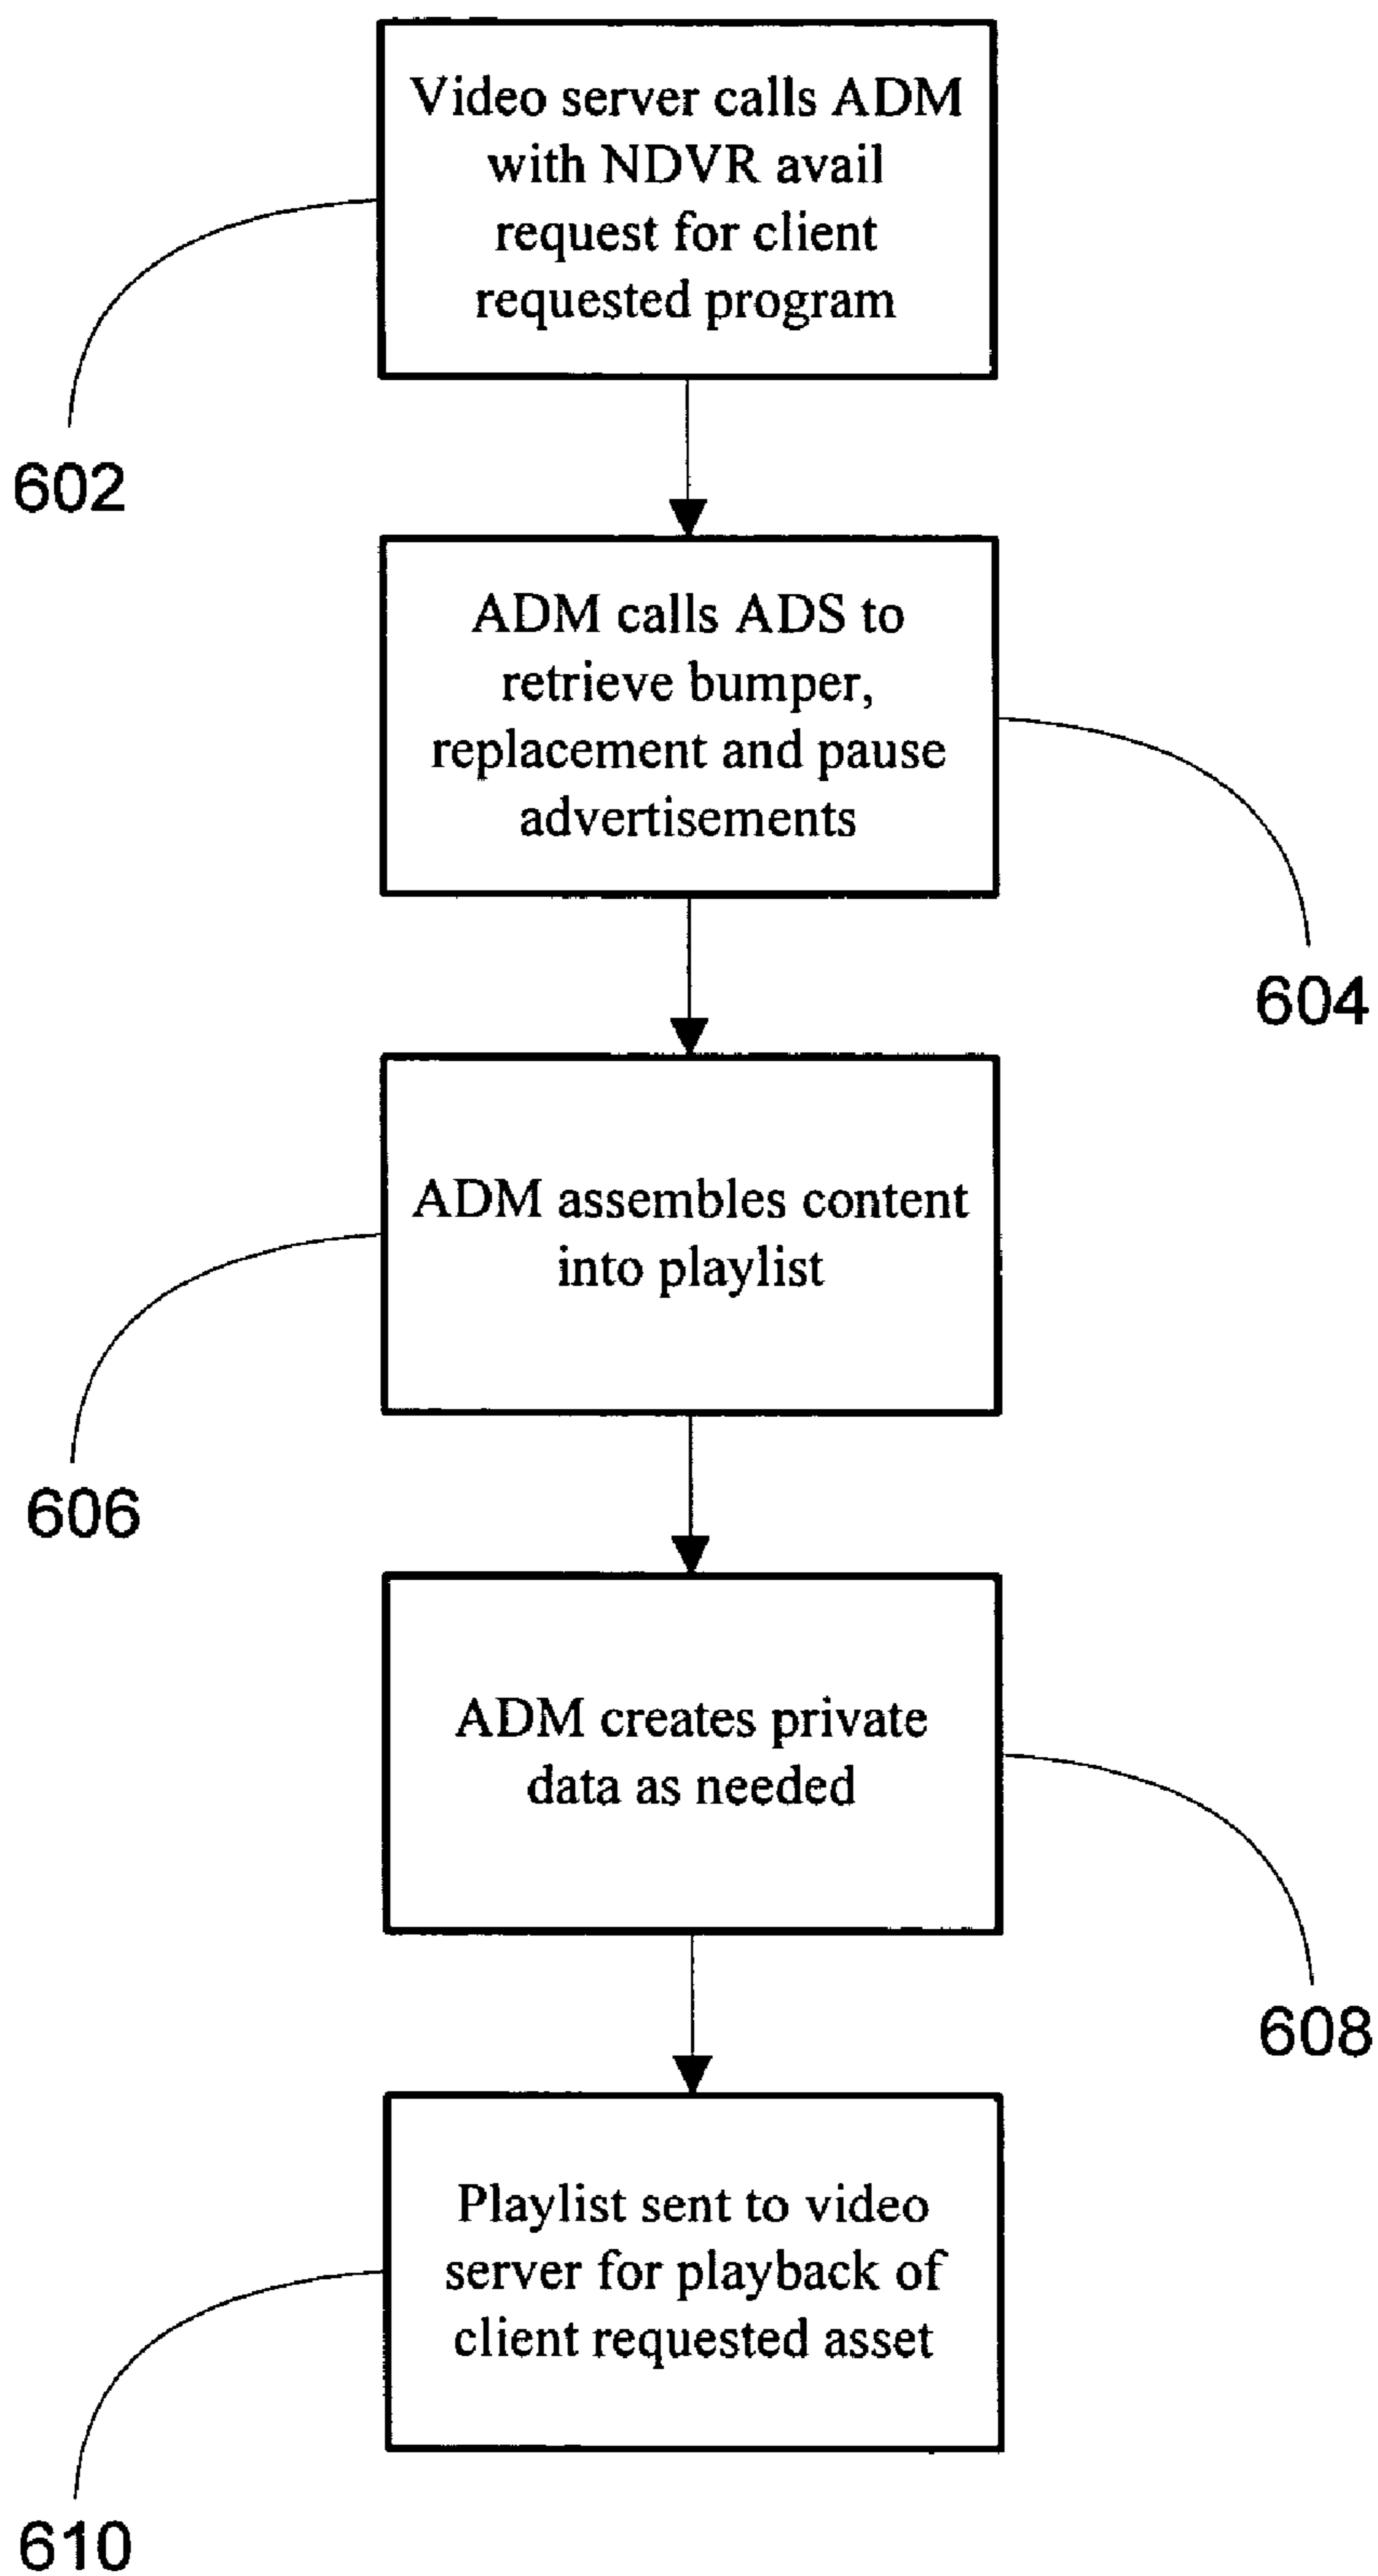 Video server calls ADM
with NDVR avail
request for client
requested program
602
ADM calls ADS to
retrieve bumper,
replacement and pause
advertisements
604
ADM assembles content
into playlist
606
ADM creates private
data as needed
608
Playlist sent to video
server for playback of
client requested asset
610